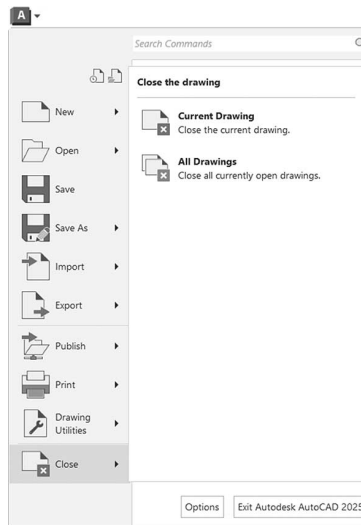 A
Search Commands
Close the drawing
New
Current Drawing
Close the current drawing.
Open
All Drawings
Close all currently open drawings.
Save
Save As
Import
Export
Publish
Print
Drawing
Utilities
Close
Options
Exit Autodesk AutoCAD 2025